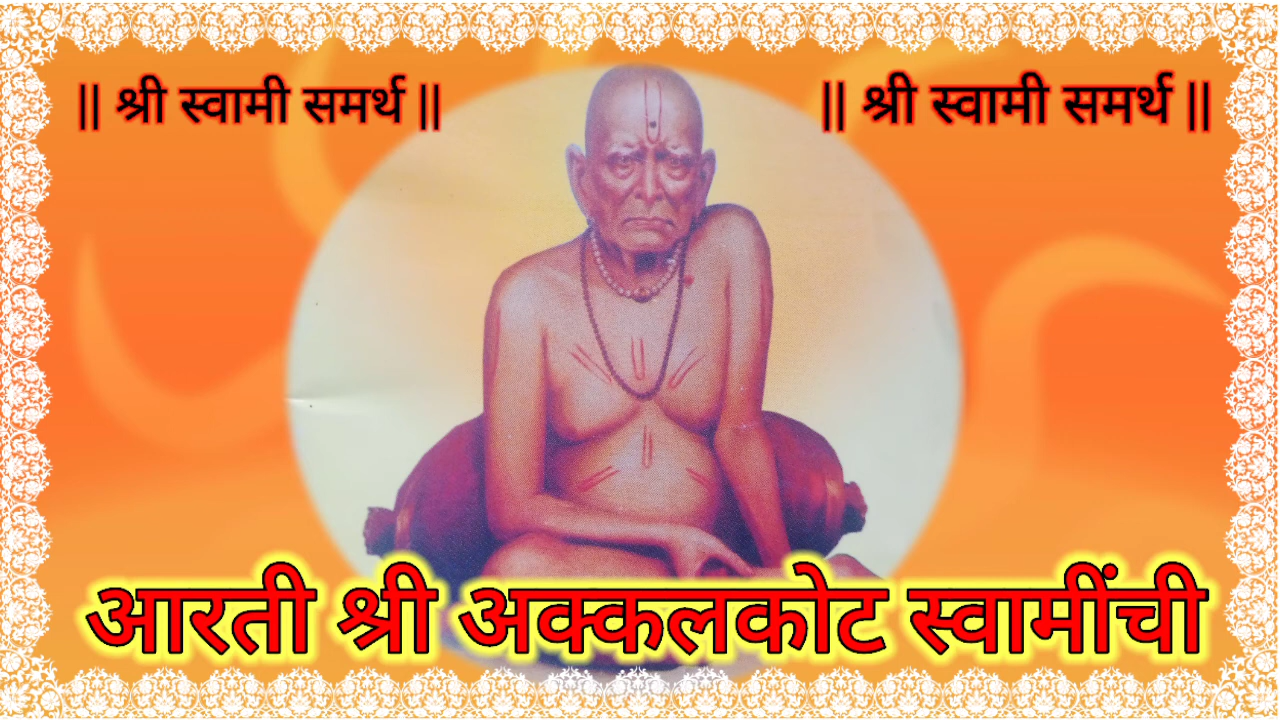 || श्री स्वामी समर्थ ||
|| श्री स्वामी समर्थ ||
आरती श्री अक्कलकोट स्वामींची